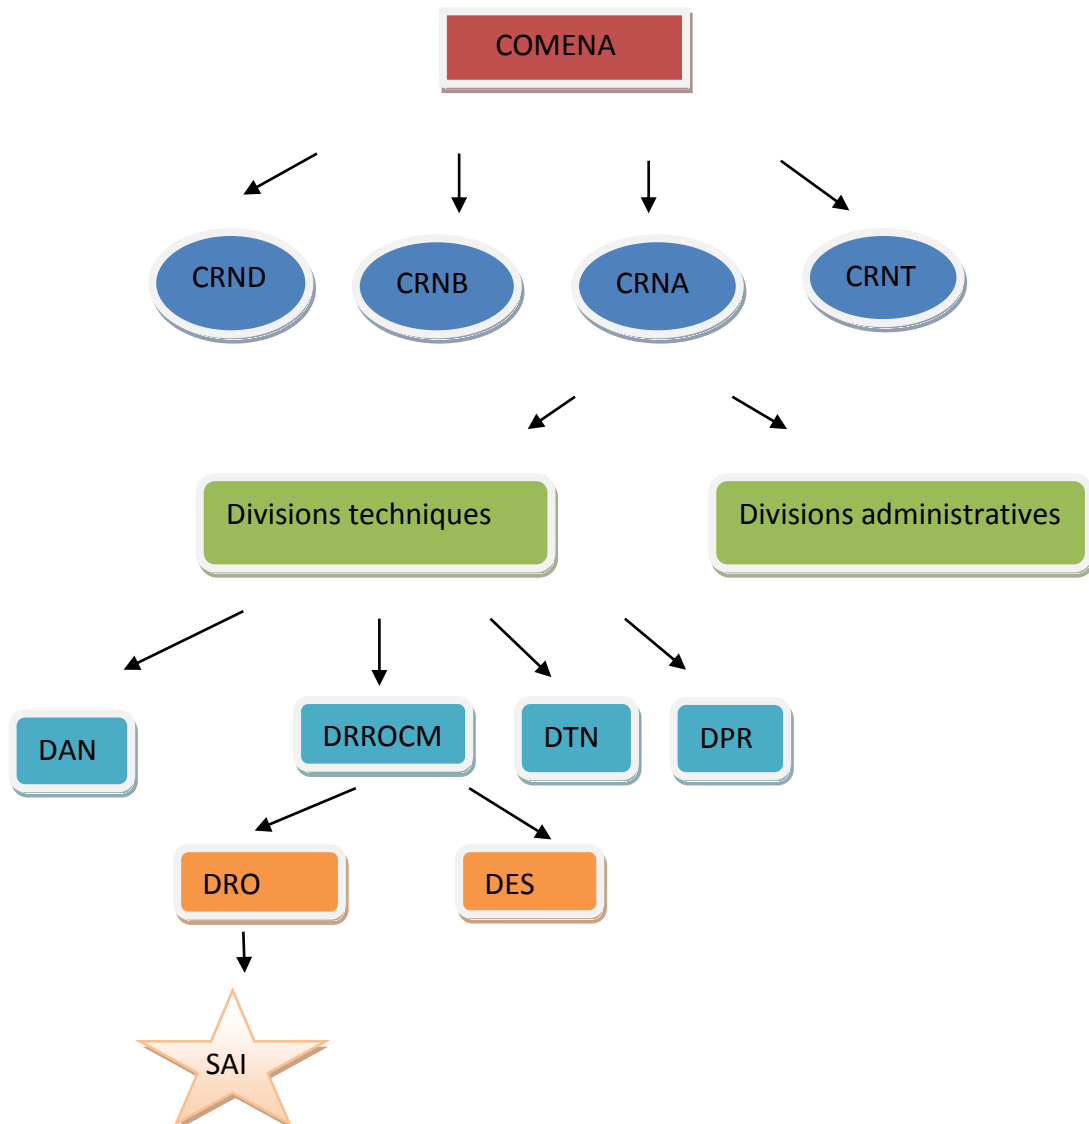 COMENA
CRND
CRNB
CRNA
CRNT
Divisions techniques
Divisions administratives
DAN
DRROCM
DTN
DPR
DRO
DES
SAI